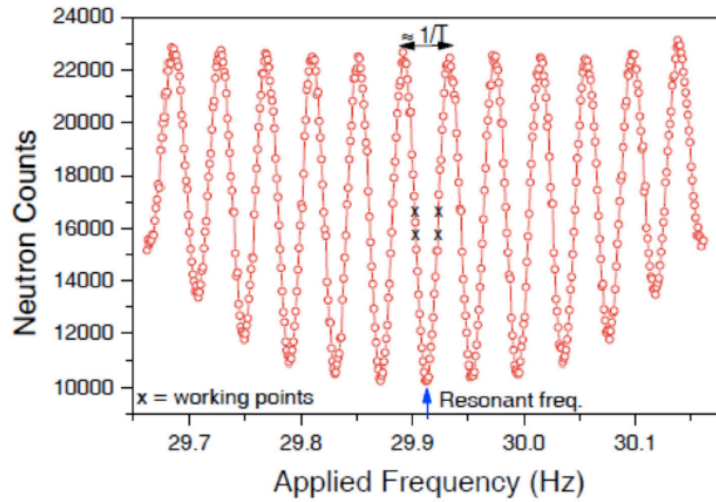 24000
≈ 1/T
22000
20000
18000
16000
14000
12000
10000
Neutron Counts
x x
x x
x = working points
Resonant freq.
29.7 29.8 29.9 30.0 30.1
Applied Frequency (Hz)